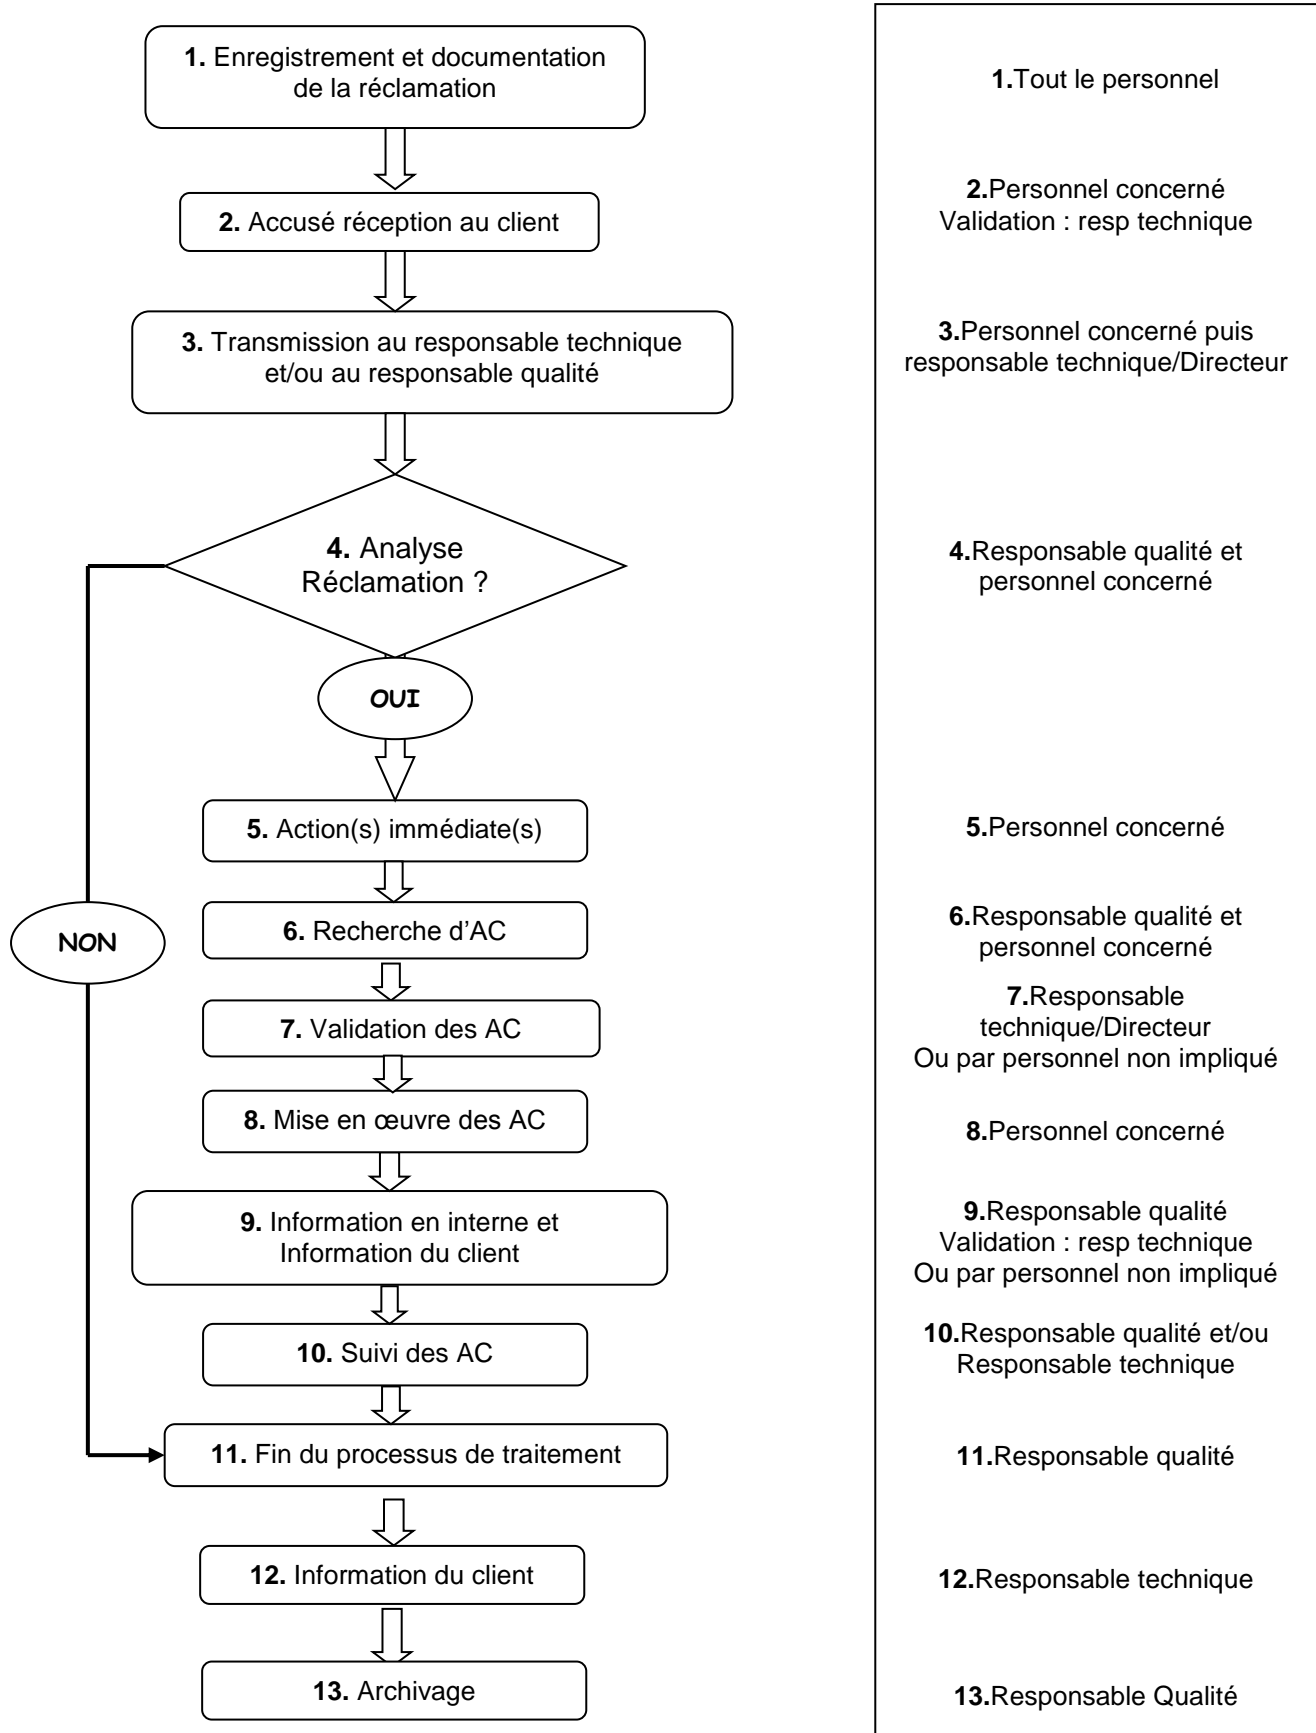 1. Enregistrement et documentation
de la réclamation
1.Tout le personnel
2. Accusé réception au client
2.Personnel concerné
Validation : resp technique
3. Transmission au responsable technique
et/ou au responsable qualité
3.Personnel concerné puis
responsable technique/Directeur
4. Analyse
Réclamation ?
4.Responsable qualité et
personnel concerné
OUI
NON
5. Action(s) immédiate(s)
5.Personnel concerné
6. Recherche d’AC
6.Responsable qualité et
personnel concerné
7. Validation des AC
7.Responsable
technique/Directeur
Ou par personnel non impliqué
8. Mise en œuvre des AC
8.Personnel concerné
9. Information en interne et
Information du client
9.Responsable qualité
Validation : resp technique
Ou par personnel non impliqué
10. Suivi des AC
10.Responsable qualité et/ou
Responsable technique
11. Fin du processus de traitement
11.Responsable qualité
12. Information du client
12.Responsable technique
13. Archivage
13.Responsable Qualité